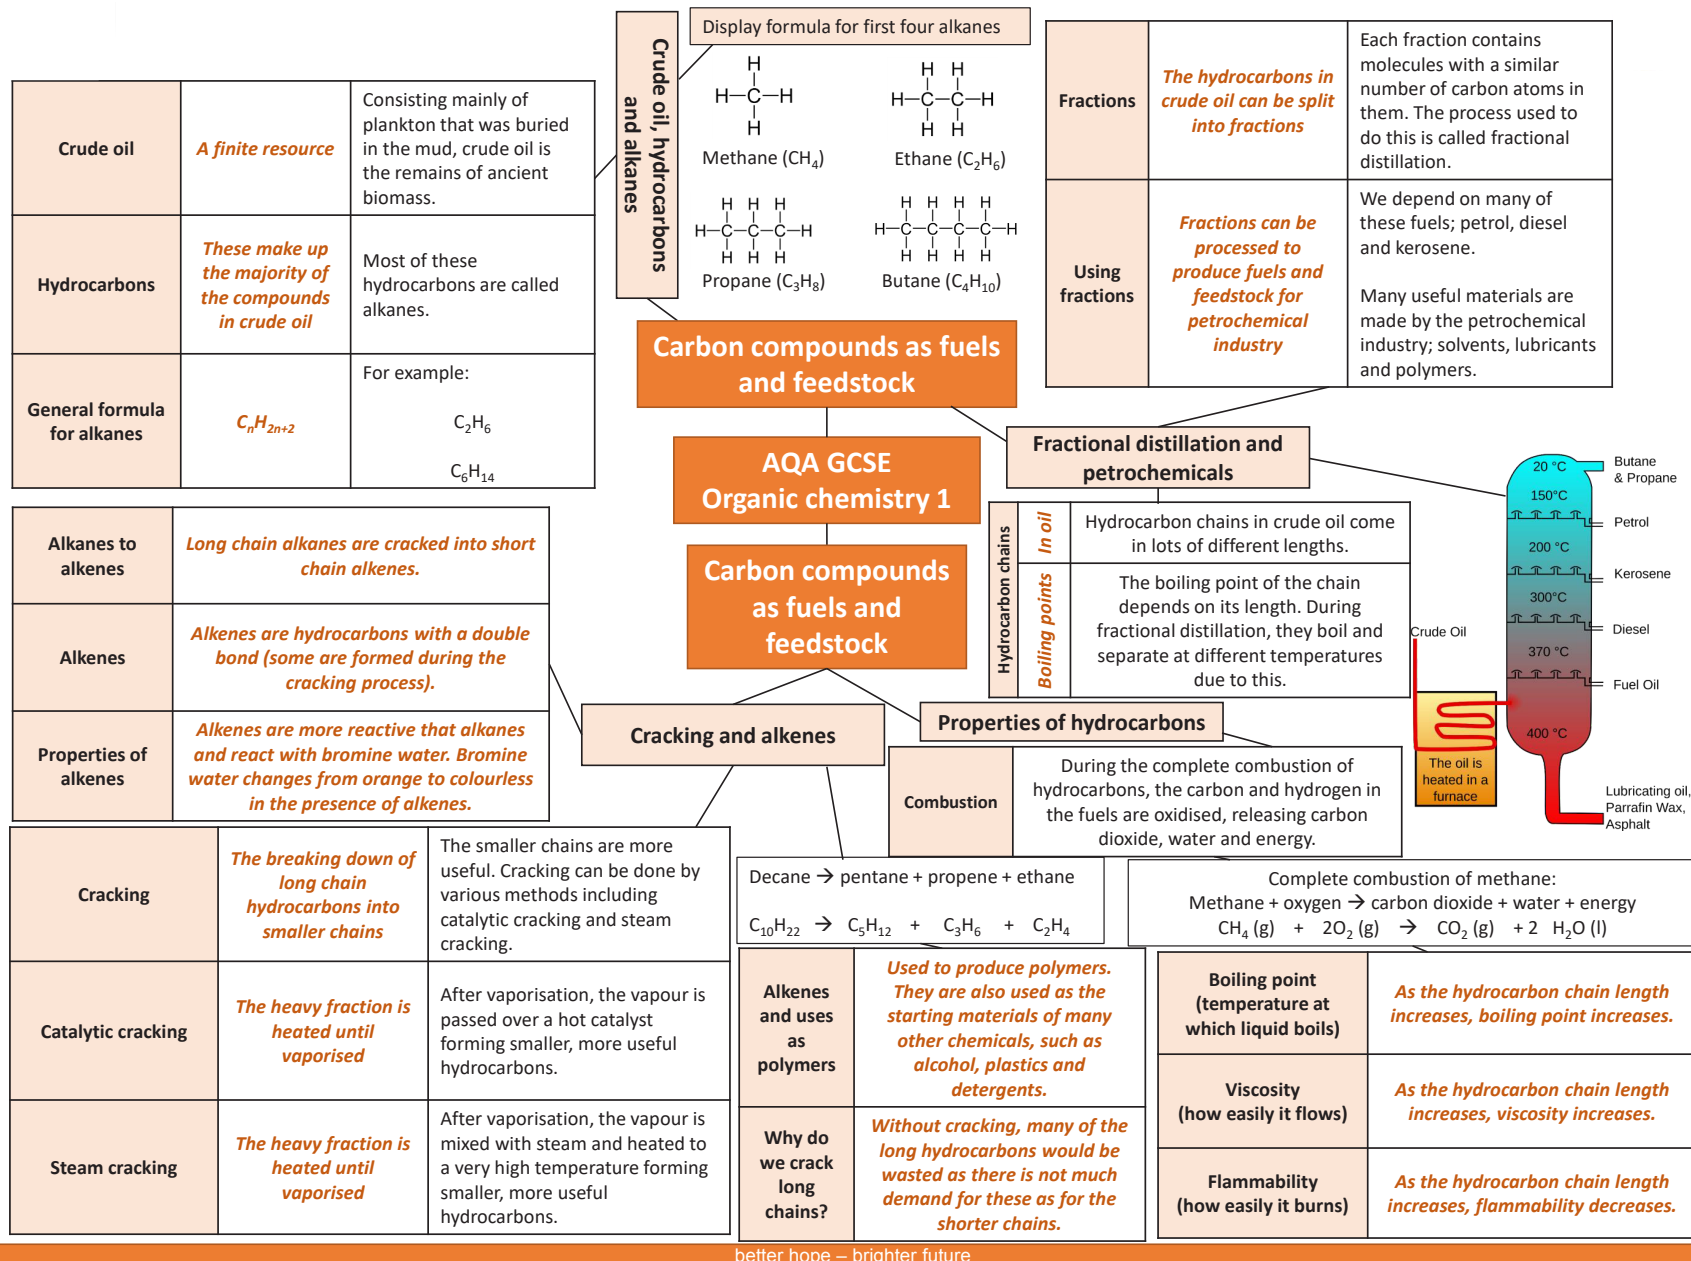 Display formula for first four alkanes
Crude oil, hydrocarbons
and alkanes
H
H–C–H
H
Methane (CH₄)
H H
H–C–C–H
H H
Ethane (C₂H₆)
H H H
H–C–C–C–H
H H H
Propane (C₃H₈)
H H H H
H–C–C–C–C–H
H H H H
Butane (C₄H₁₀)
Crude oil
A finite resource
Consisting mainly of
plankton that was buried
in the mud, crude oil is
the remains of ancient
biomass.
Hydrocarbons
These make up
the majority of
the compounds
in crude oil
Most of these
hydrocarbons are called
alkanes.
General formula
for alkanes
CₙH₂ₙ₊₂
For example:
C₂H₆
C₆H₁₄
Fractions
The hydrocarbons in
crude oil can be split
into fractions
Each fraction contains
molecules with a similar
number of carbon atoms in
them. The process used to
do this is called fractional
distillation.
Using
fractions
Fractions can be
processed to
produce fuels and
feedstock for
petrochemical
industry
We depend on many of
these fuels; petrol, diesel
and kerosene.
Many useful materials are
made by the petrochemical
industry; solvents, lubricants
and polymers.
Carbon compounds as fuels
and feedstock
AQA GCSE
Organic chemistry 1
Carbon compounds
as fuels and
feedstock
Fractional distillation and
petrochemicals
Hydrocarbon chains
In oil
Hydrocarbon chains in crude oil come
in lots of different lengths.
Boiling points
The boiling point of the chain
depends on its length. During
fractional distillation, they boil and
separate at different temperatures
due to this.
20 °C
150°C
200 °C
300°C
370 °C
400 °C
Butane
& Propane
Petrol
Kerosene
Diesel
Fuel Oil
Lubricating oil,
Parrafin Wax,
Asphalt
Crude Oil
The oil is
heated in a
furnace
Alkanes to
alkenes
Long chain alkanes are cracked into short
chain alkenes.
Alkenes
Alkenes are hydrocarbons with a double
bond (some are formed during the
cracking process).
Properties of
alkenes
Alkenes are more reactive that alkanes
and react with bromine water. Bromine
water changes from orange to colourless
in the presence of alkenes.
Cracking and alkenes
Properties of hydrocarbons
Combustion
During the complete combustion of
hydrocarbons, the carbon and hydrogen in
the fuels are oxidised, releasing carbon
dioxide, water and energy.
Cracking
The breaking down of
long chain
hydrocarbons into
smaller chains
The smaller chains are more
useful. Cracking can be done by
various methods including
catalytic cracking and steam
cracking.
Catalytic cracking
The heavy fraction is
heated until
vaporised
After vaporisation, the vapour is
passed over a hot catalyst
forming smaller, more useful
hydrocarbons.
Steam cracking
The heavy fraction is
heated until
vaporised
After vaporisation, the vapour is
mixed with steam and heated to
a very high temperature forming
smaller, more useful
hydrocarbons.
Decane → pentane + propene + ethane
C₁₀H₂₂ → C₅H₁₂ + C₃H₆ + C₂H₄
Complete combustion of methane:
Methane + oxygen → carbon dioxide + water + energy
CH₄ (g) + 2O₂ (g) → CO₂ (g) + 2 H₂O (l)
Alkenes
and uses
as
polymers
Used to produce polymers.
They are also used as the
starting materials of many
other chemicals, such as
alcohol, plastics and
detergents.
Why do
we crack
long
chains?
Without cracking, many of the
long hydrocarbons would be
wasted as there is not much
demand for these as for the
shorter chains.
Boiling point
(temperature at
which liquid boils)
As the hydrocarbon chain length
increases, boiling point increases.
Viscosity
(how easily it flows)
As the hydrocarbon chain length
increases, viscosity increases.
Flammability
(how easily it burns)
As the hydrocarbon chain length
increases, flammability decreases.
better hope – brighter future